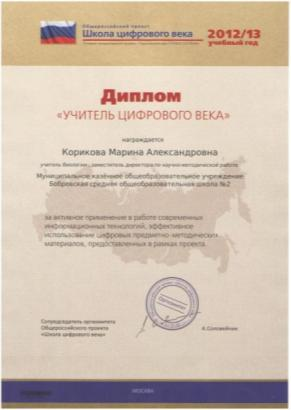 Общероссийский проект
Школа цифрового века
2012/13
учебный год
Диплом
«УЧИТЕЛЬ ЦИФРОВОГО ВЕКА»
награждается
Корикова Марина Александровна
учитель биологии, заместитель директора по научно-методической работе
Муниципальное казенное общеобразовательное учреждение
Бобровская средняя общеобразовательная школа №2
за активное применение в работе современных
информационных технологий, эффективное
использование цифровых предметно-методических
материалов, предоставленных в рамках проекта.
Сопредседатель оргкомитета
Общероссийского проекта
«Школа цифрового века»
А.Соловейчик
МОСКВА